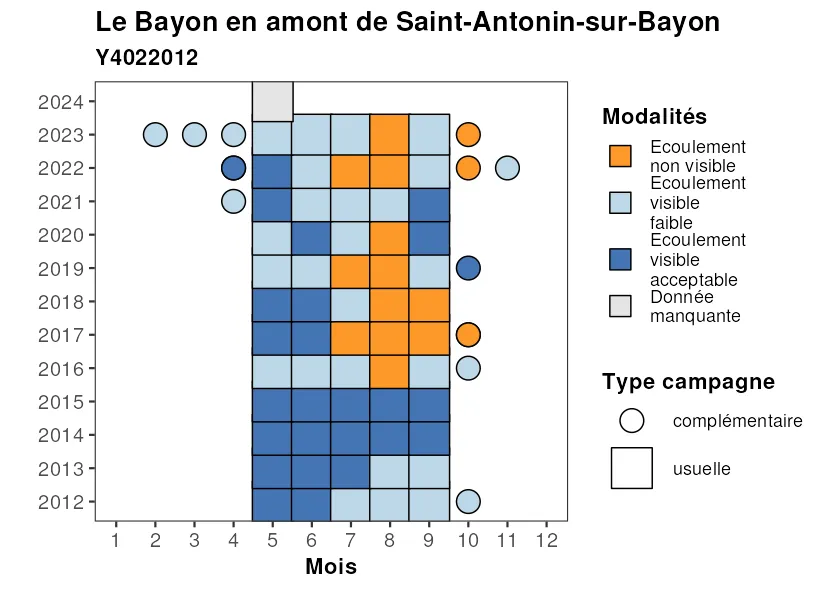 Le Bayon en amont de Saint-Antonin-sur-Bayon
Y4022012
2024
2023
2022
2021
2020
2019
2018
2017
2016
2015
2014
2013
2012
1 2 3 4 5 6 7 8 9 10 11 12
Mois
Modalités
Ecoulement
non visible
Ecoulement
visible
faible
Ecoulement
visible
acceptable
Donnée
manquante
Type campagne
complémentaire
usuelle